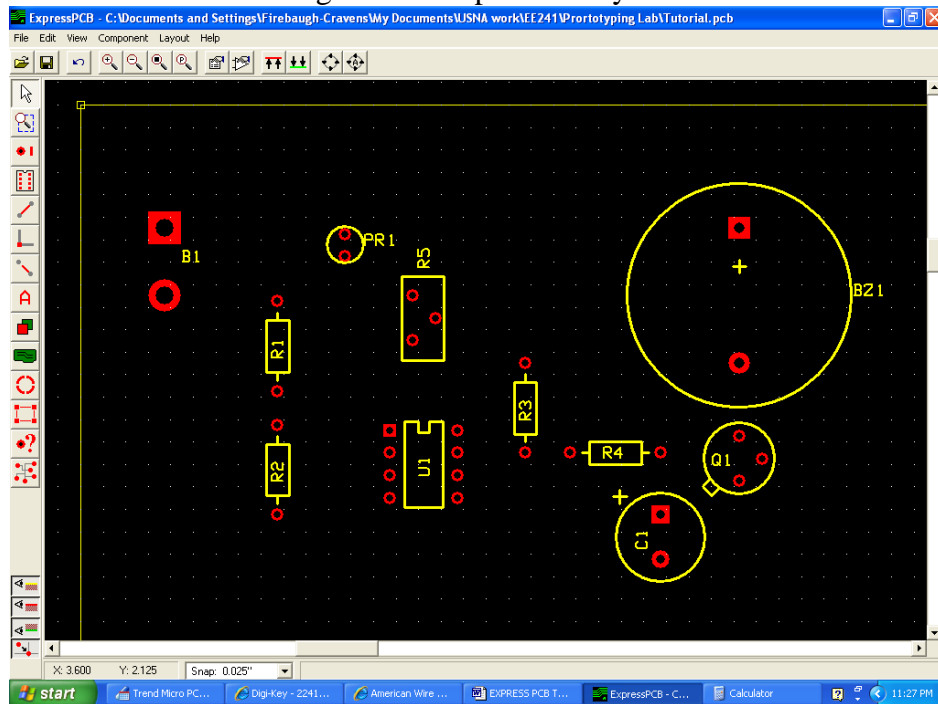 ExpressPCB - C:\Documents and Settings\Firebaugh-Cravens\My Documents\USNA work\EE241\Prortotyping Lab\Tutorial.pcb
File Edit View Component Layout Help
B1
PR1
R5
BZ1
R1
R3
R4
Q1
R2
U1
C1
X: 3.600 Y: 2.125 Snap: 0.025"
start Trend Micro PC... Digi-Key - 2241... American Wire ... EXPRESS PCB T... ExpressPCB - C... Calculator 11:27 PM